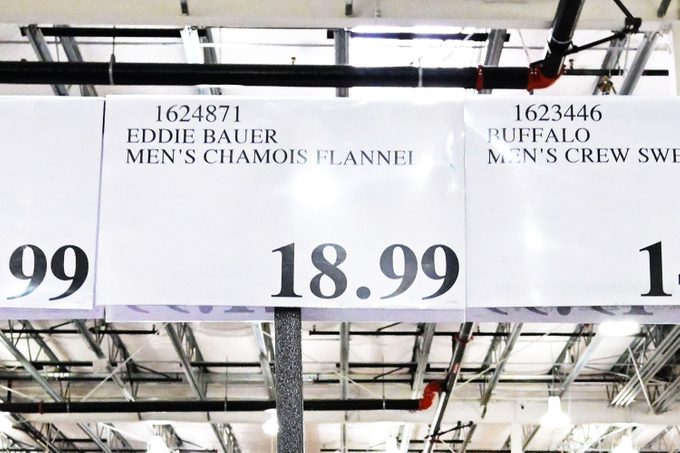 99
1624871
EDDIE BAUER
MEN'S CHAMOIS FLANNEL
18.99
1623446
BUFFALO
MEN'S CREW SWE
1